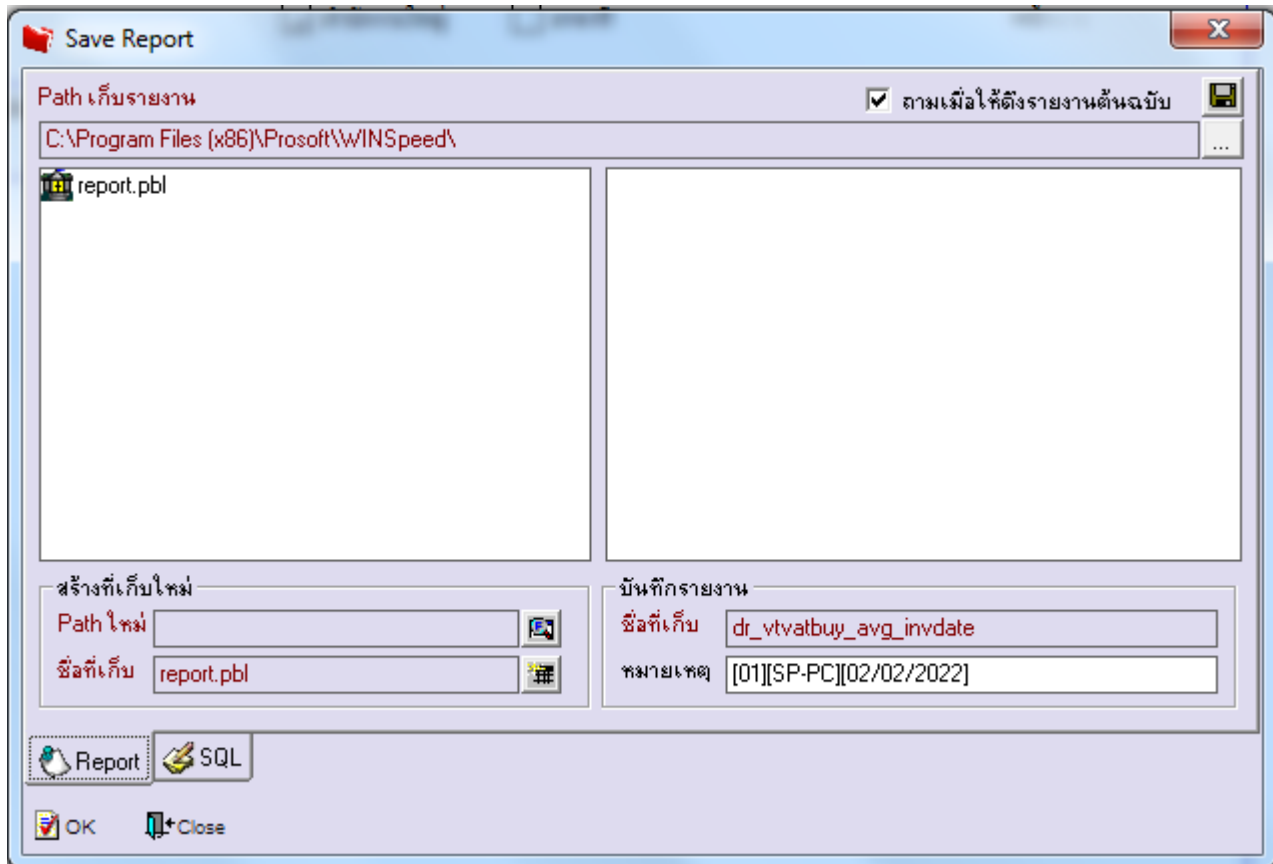 Save Report
Path เก็บรายงาน
ถามเมื่อให้ดึงรายงานต้นฉบับ
C:\Program Files (x86)\Prosoft\WINSpeed\
...
report.pbl
สร้างที่เก็บใหม่
Path ใหม่
ชื่อที่เก็บ report.pbl
บันทึกรายงาน
ชื่อที่เก็บ dr_vtvatbuy_avg_invdate
หมายเหตุ [01][SP-PC][02/02/2022]
Report SQL
OK Close